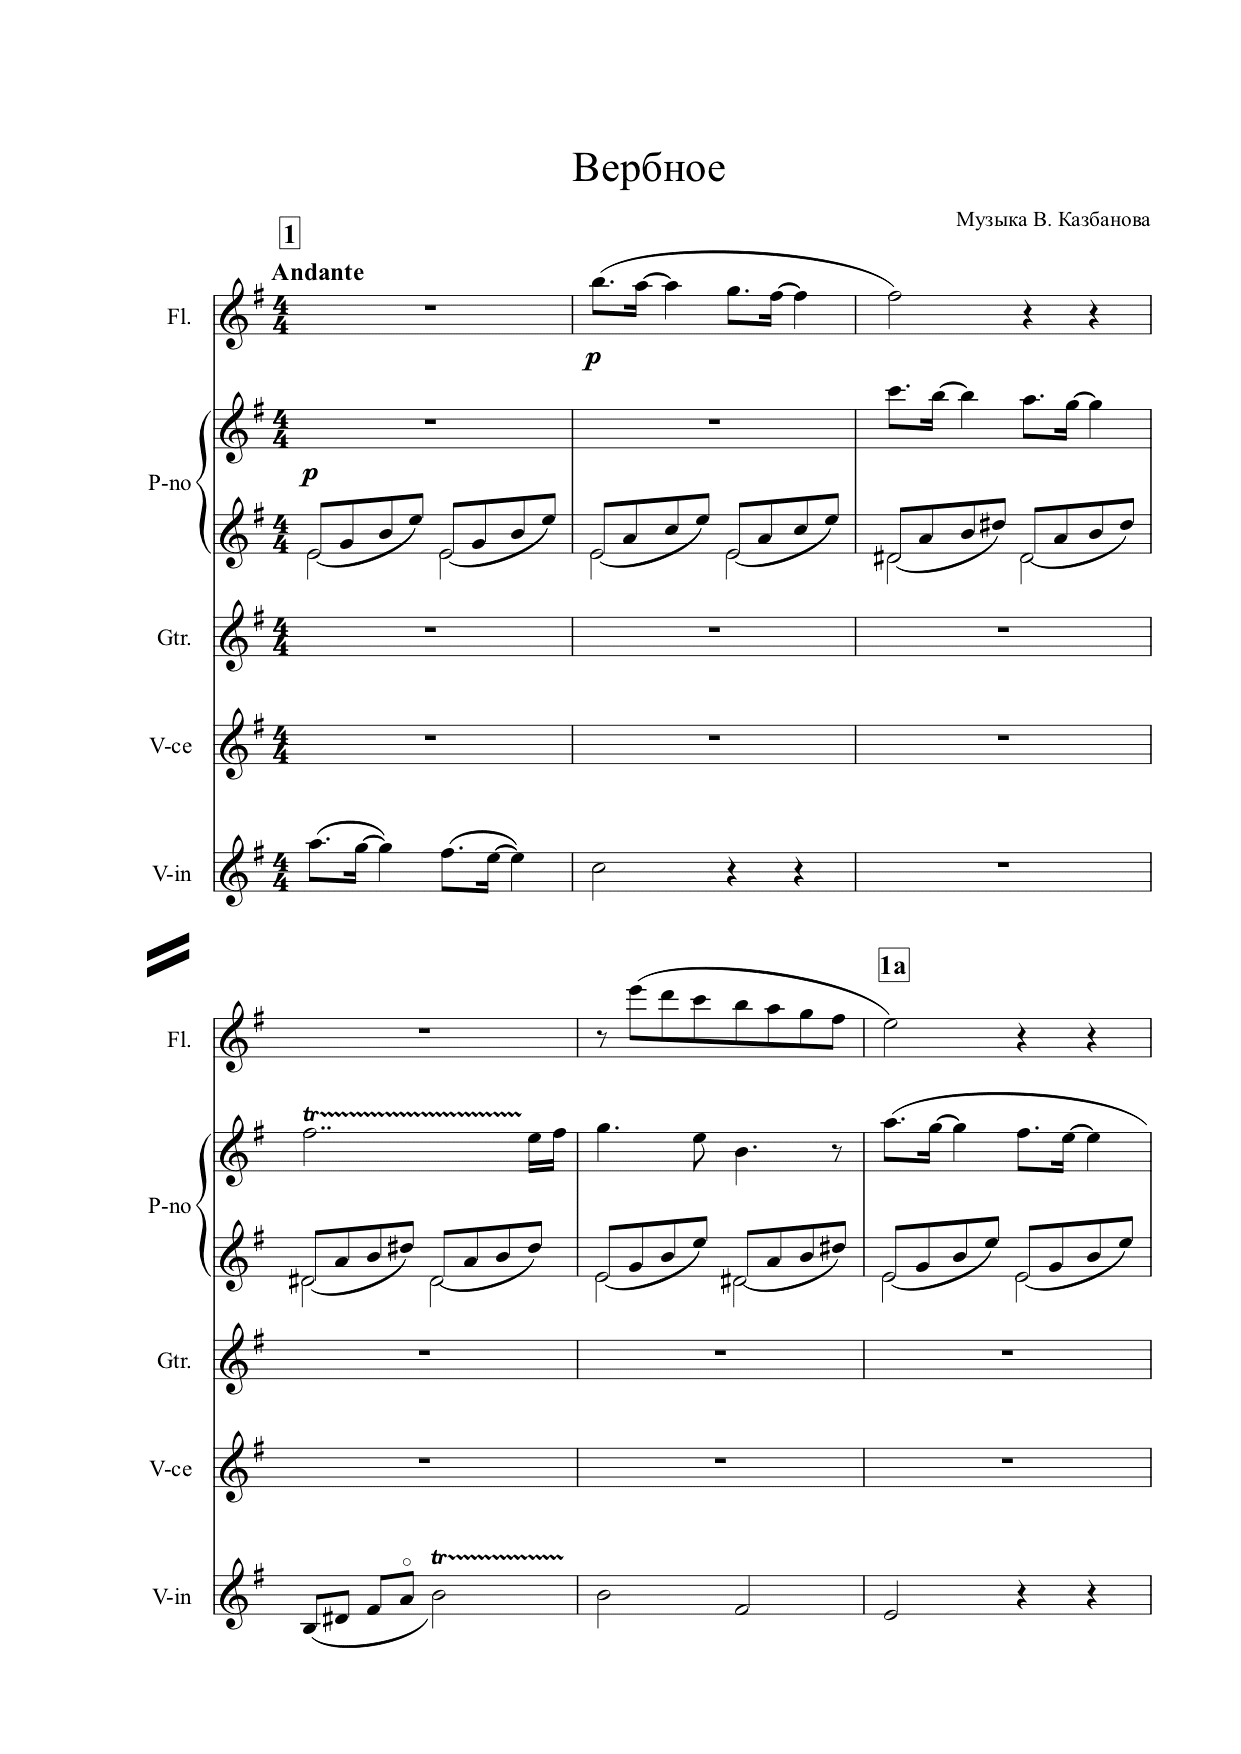 Вербное
Музыка В. Казбанова
1
Andante
Fl.
p
p
P-no
Gtr.
V-ce
V-in
1a
Fl.
tr
P-no
Gtr.
V-ce
tr
V-in